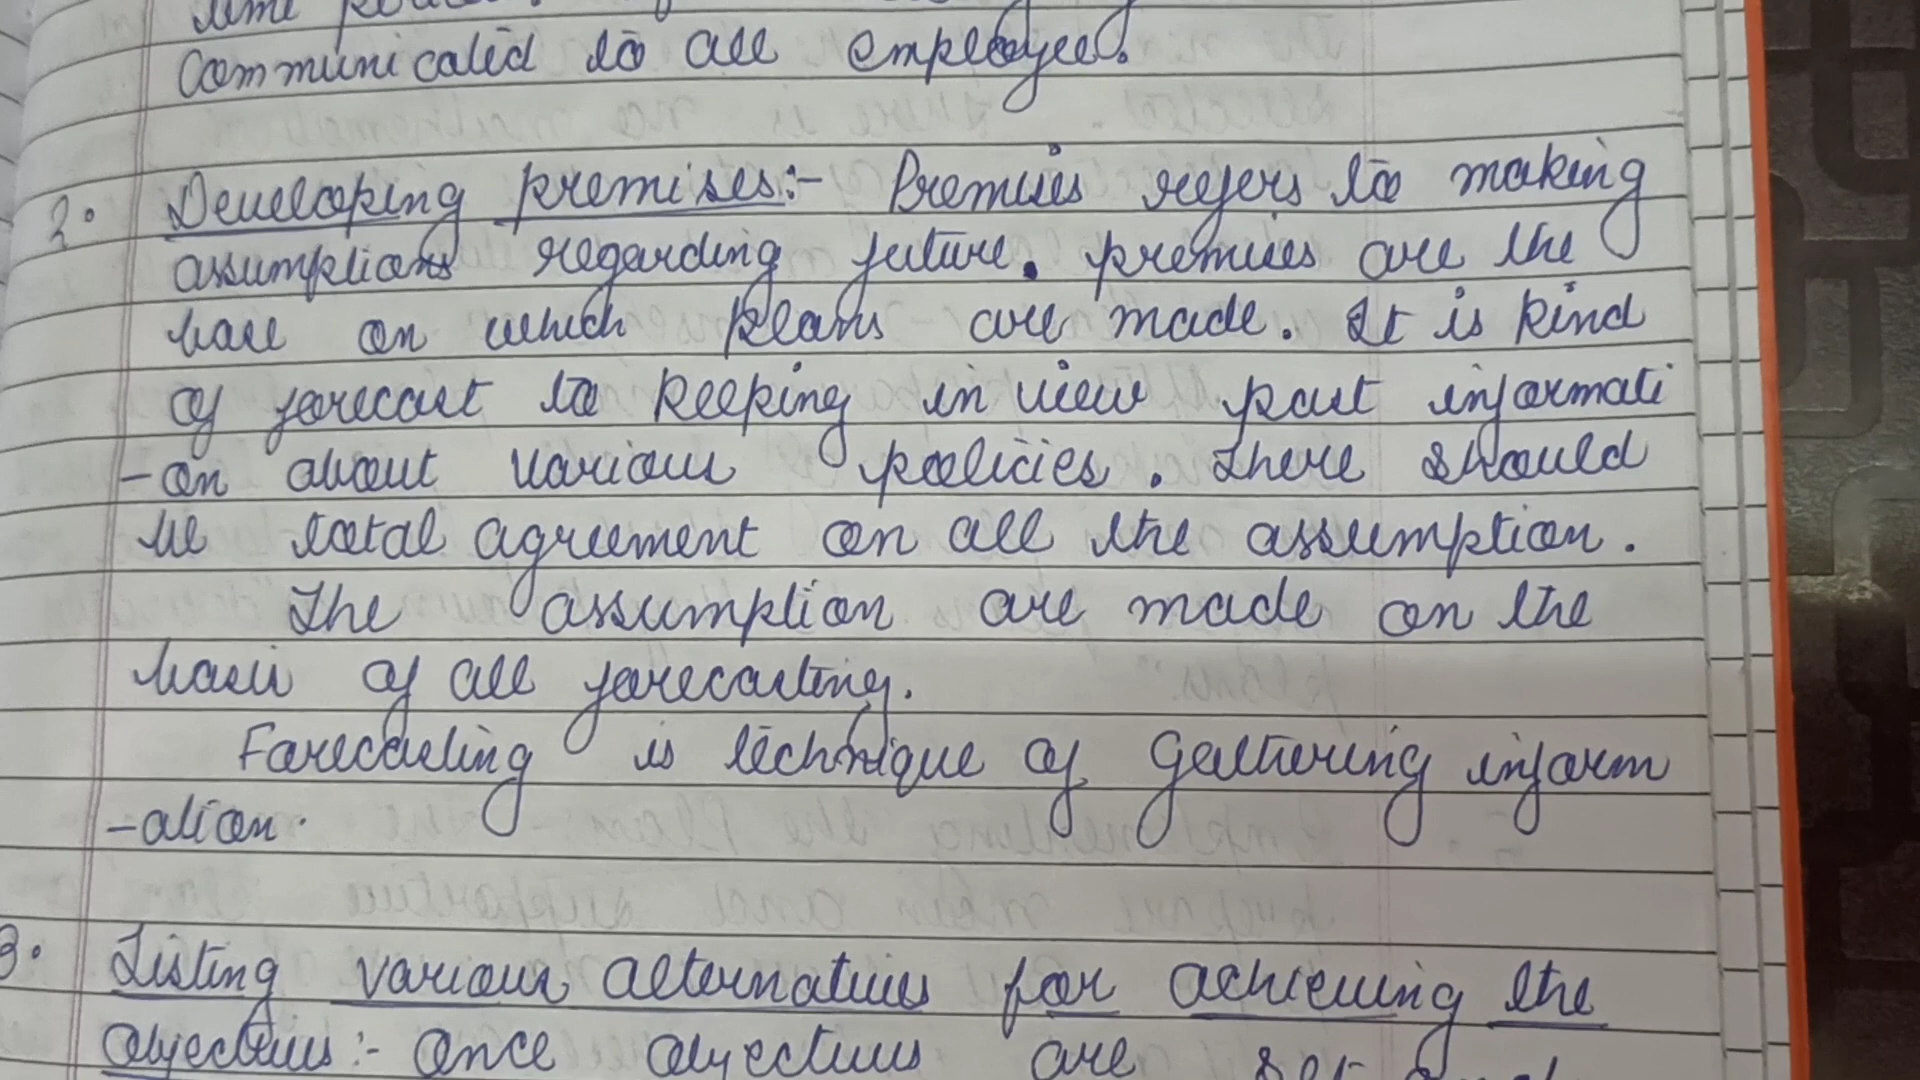 time
Communicated to all employees.
2. Developing premises:- Premises refers to making
assumptions regarding future. premises are the
base on which plans are made. It is kind
of forecast to keeping in view past informati
-on about various policies. There should
be total agreement on all the assumption.
The assumption are made on the
basis of all forecasting.
Forecasting is technique of gathering inform
-ation.
3. Listing various alternatives for achieving the
objectives:- Once objectives are set and